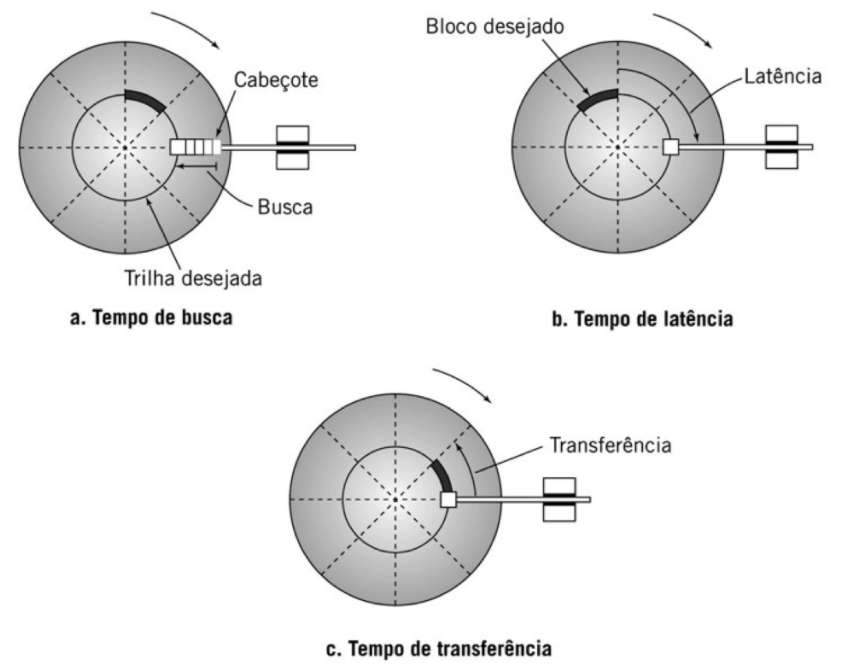 Cabeçote
Busca
Trilha desejada
a. Tempo de busca
Bloco desejado
Latência
b. Tempo de latência
Transferência
c. Tempo de transferência